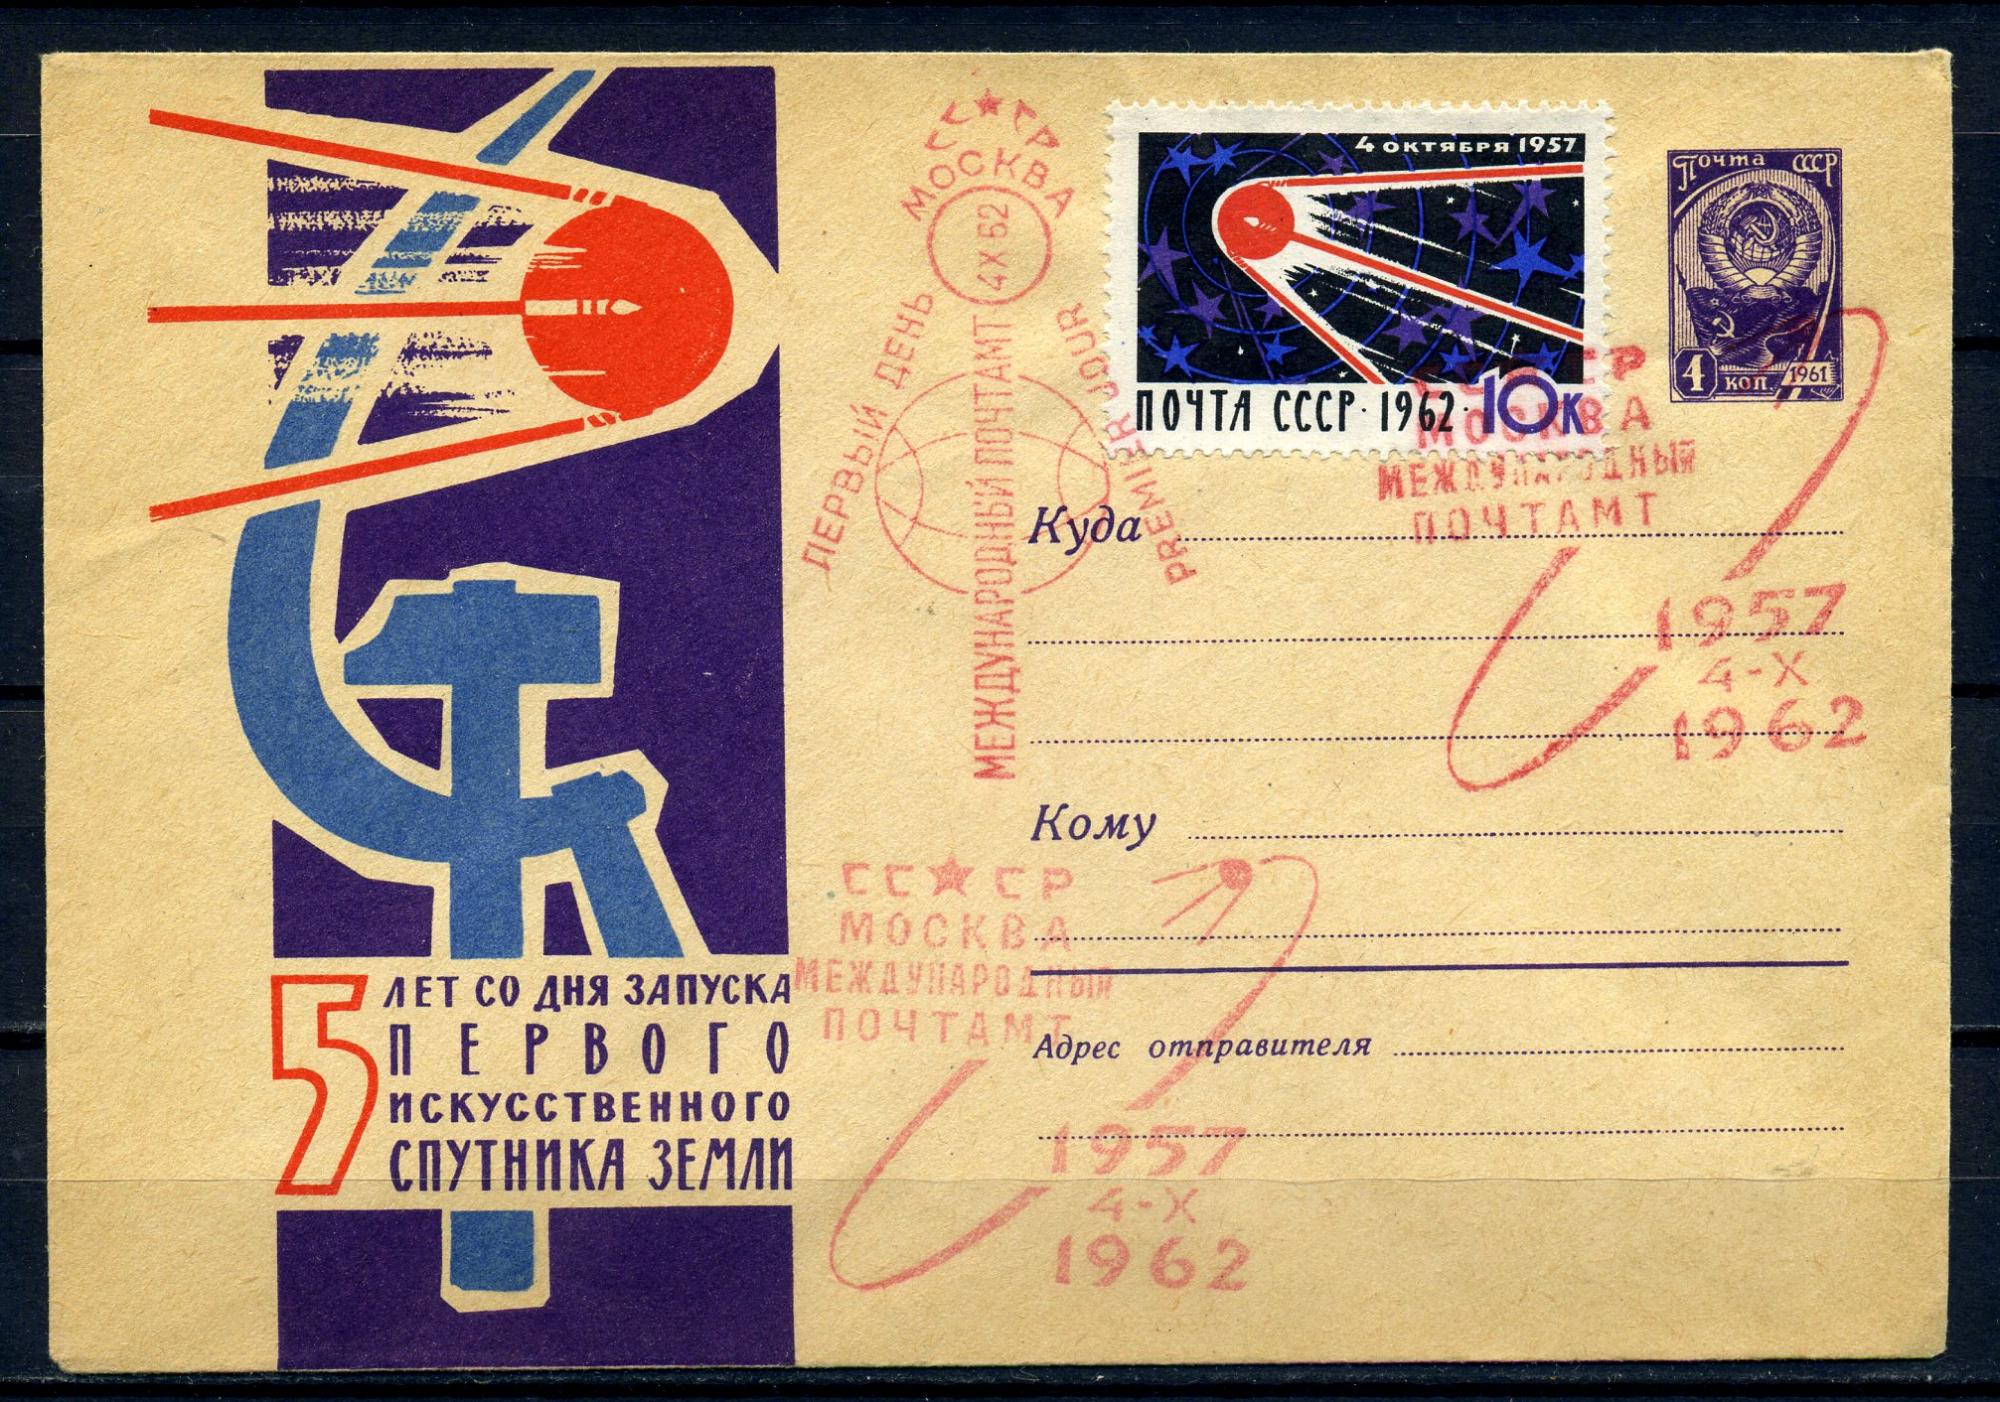 5
ЛЕТ СО ДНЯ ЗАПУСКА
ПЕРВОГО
ИСКУССТВЕННОГО
СПУТНИКА ЗЕМЛИ
СССР
МОСКВА
4 X 62
МЕЖДУНАРОДНЫЙ ПОЧТАМТ
ПЕРВЫЙ ДЕНЬ
PREMIER JOUR
4 ОКТЯБРЯ 1957
ПОЧТА СССР · 1962 · 10К
Почта СССР
4 коп. 1961
МОСКВА
МЕЖДУНАРОДНЫЙ
ПОЧТАМТ
1957
4-X
1962
Куда
Кому
СССР
МОСКВА
МЕЖДУНАРОДНЫЙ
ПОЧТАМТ
1957
4-X
1962
Адрес отправителя